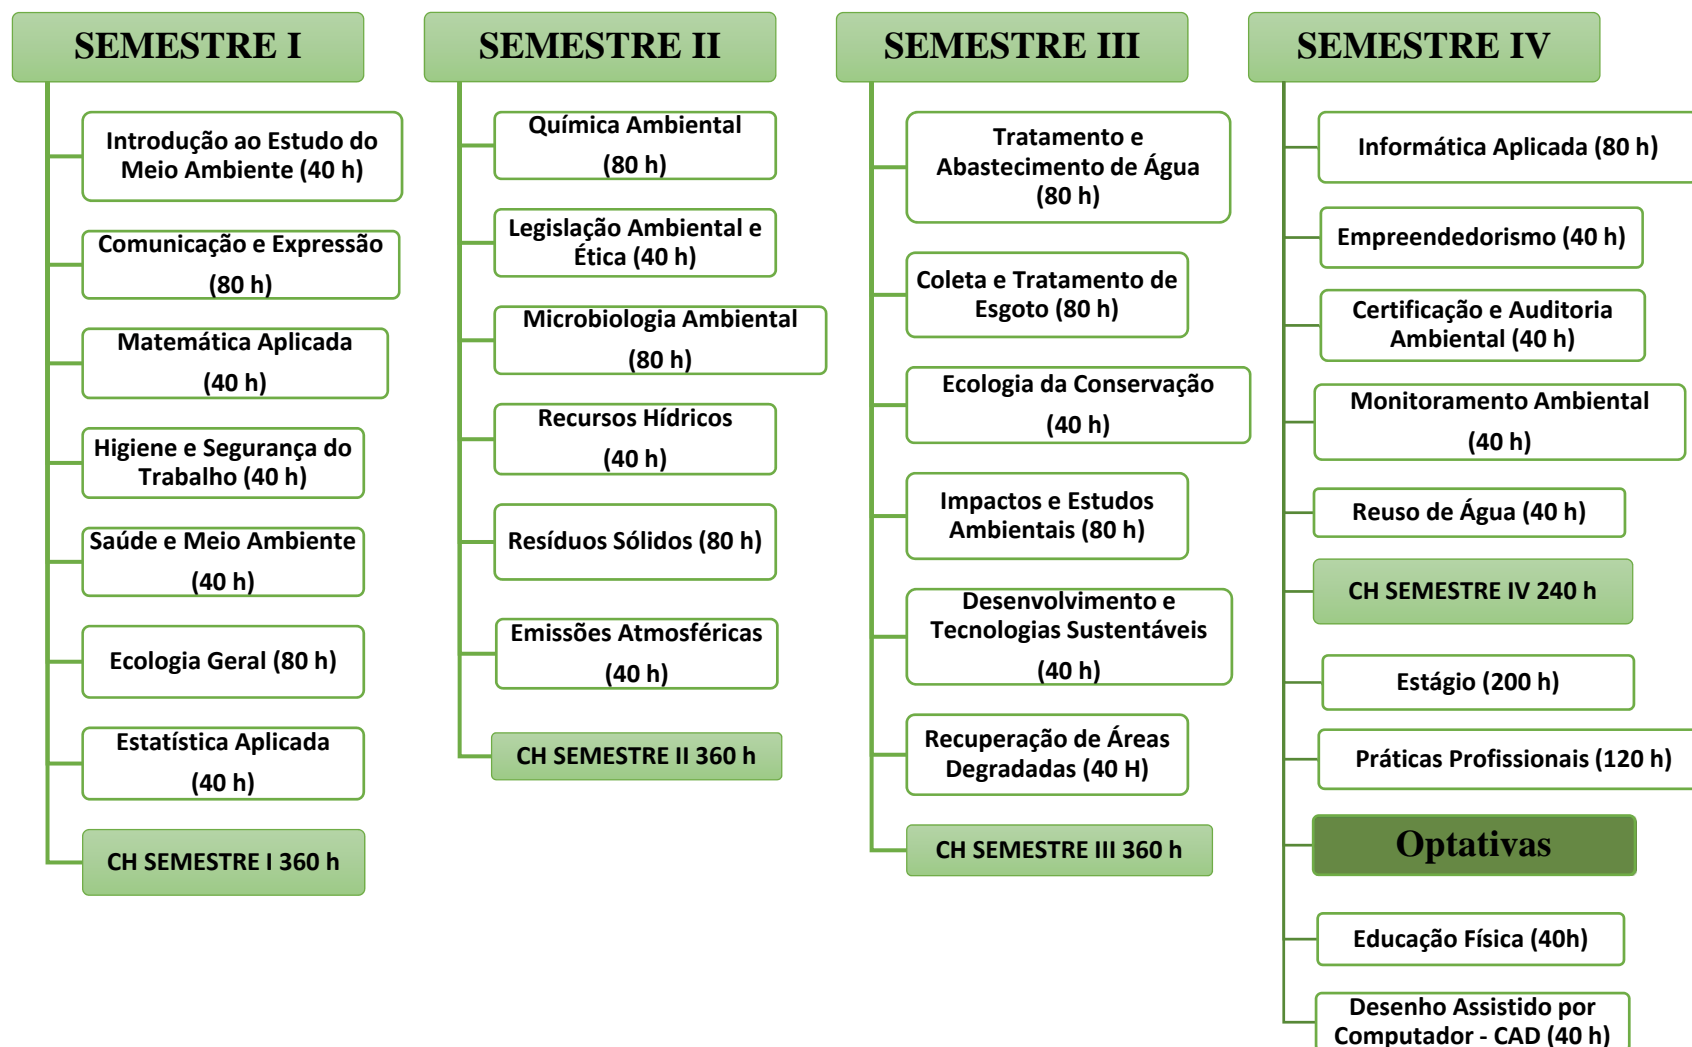 SEMESTRE I
Introdução ao Estudo do
Meio Ambiente (40 h)
Comunicação e Expressão
(80 h)
Matemática Aplicada
(40 h)
Higiene e Segurança do
Trabalho (40 h)
Saúde e Meio Ambiente
(40 h)
Ecologia Geral (80 h)
Estatística Aplicada
(40 h)
CH SEMESTRE I 360 h
SEMESTRE II
Química Ambiental
(80 h)
Legislação Ambiental e
Ética (40 h)
Microbiologia Ambiental
(80 h)
Recursos Hídricos
(40 h)
Resíduos Sólidos (80 h)
Emissões Atmosféricas
(40 h)
CH SEMESTRE II 360 h
SEMESTRE III
Tratamento e
Abastecimento de Água
(80 h)
Coleta e Tratamento de
Esgoto (80 h)
Ecologia da Conservação
(40 h)
Impactos e Estudos
Ambientais (80 h)
Desenvolvimento e
Tecnologias Sustentáveis
(40 h)
Recuperação de Áreas
Degradadas (40 H)
CH SEMESTRE III 360 h
SEMESTRE IV
Informática Aplicada (80 h)
Empreendedorismo (40 h)
Certificação e Auditoria
Ambiental (40 h)
Monitoramento Ambiental
(40 h)
Reuso de Água (40 h)
CH SEMESTRE IV 240 h
Estágio (200 h)
Práticas Profissionais (120 h)
Optativas
Educação Física (40h)
Desenho Assistido por
Computador - CAD (40 h)